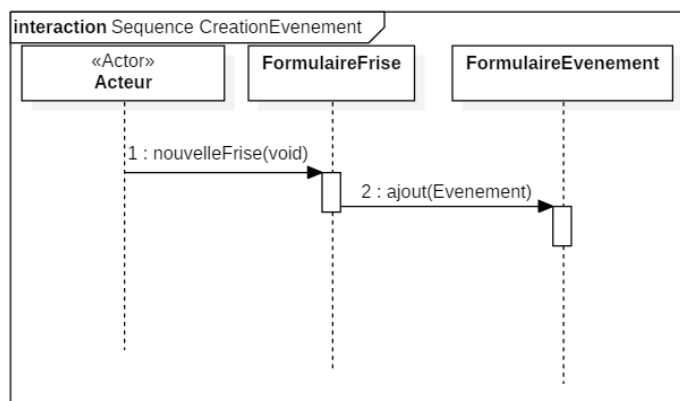 interaction Sequence CreationEvenement
«Actor»
Acteur
FormulaireFrise
FormulaireEvenement
1 : nouvelleFrise(void)
2 : ajout(Evenement)